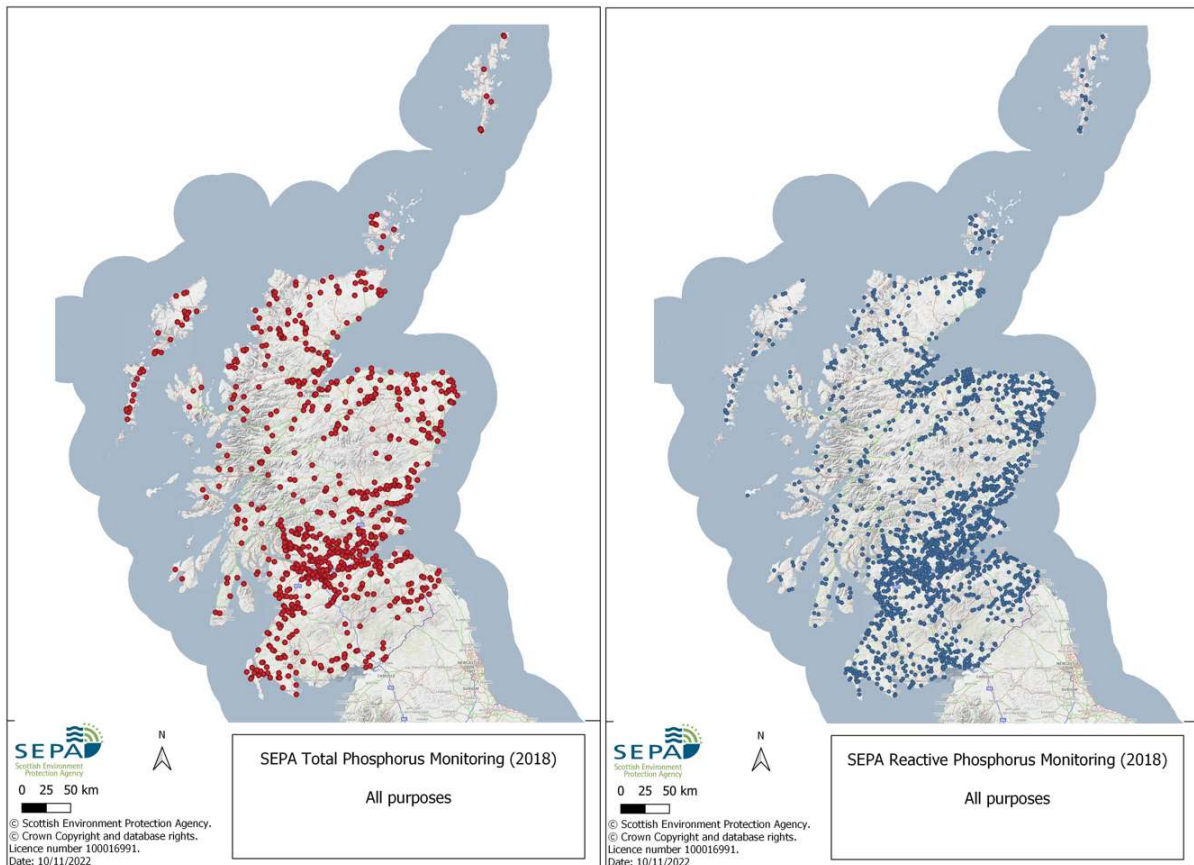 SEPA
Scottish Environment
Protection Agency
N
0 25 50 km
© Scottish Environment Protection Agency.
© Crown Copyright and database rights.
Licence number 100016991.
Date: 10/11/2022
SEPA Total Phosphorus Monitoring (2018)
All purposes
SEPA
Scottish Environment
Protection Agency
N
0 25 50 km
© Scottish Environment Protection Agency.
© Crown Copyright and database rights.
Licence number 100016991.
Date: 10/11/2022
SEPA Reactive Phosphorus Monitoring (2018)
All purposes